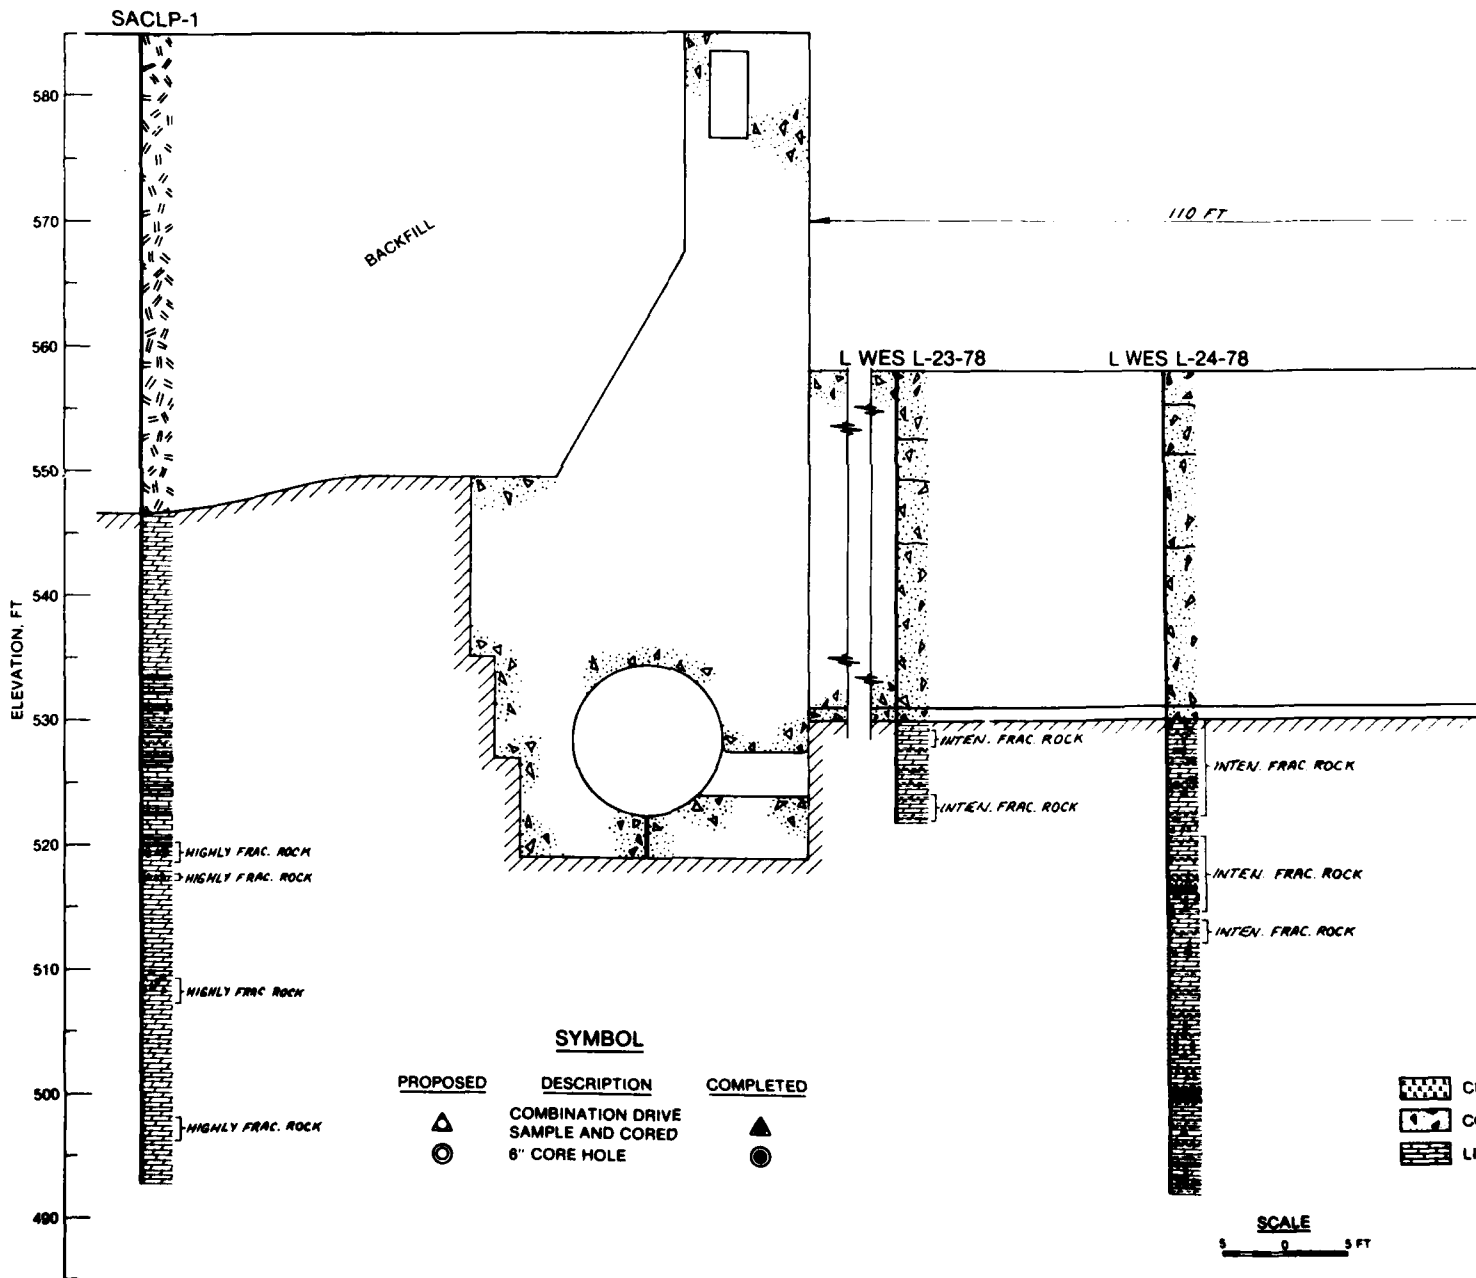 SACLP-1
580
570
560
550
540
530
520
510
500
490
ELEVATION, FT
BACKFILL
110 FT
L WES L-23-78
L WES L-24-78
INTEN. FRAC. ROCK
INTEN. FRAC. ROCK
INTEN. FRAC. ROCK
INTEN. FRAC. ROCK
INTEN. FRAC. ROCK
HIGHLY FRAC. ROCK
HIGHLY FRAC. ROCK
HIGHLY FRAC. ROCK
HIGHLY FRAC. ROCK
SYMBOL
PROPOSED DESCRIPTION COMPLETED
COMBINATION DRIVE
SAMPLE AND CORED
6" CORE HOLE
SCALE
5 0 5 FT